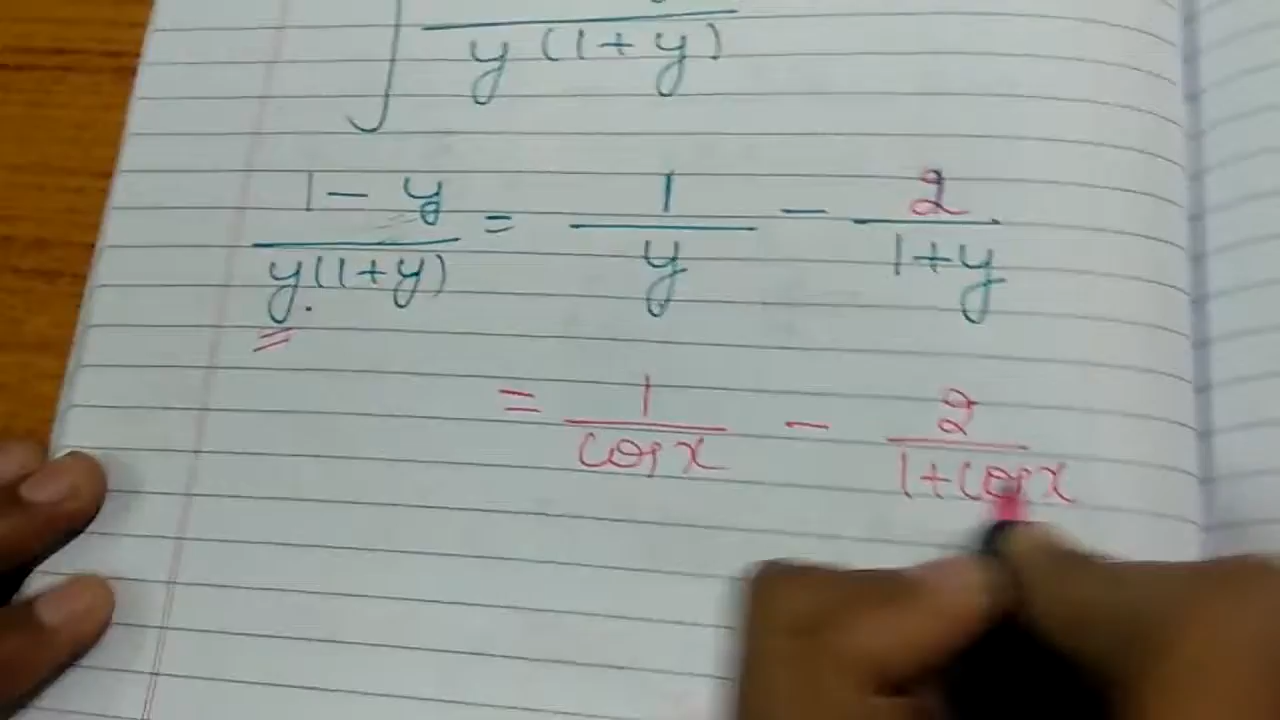 ∫ ─── / y (1 + y)
(1 − y) / (y(1+y)) = 1/y − 2/(1+y)
= 1/cos x − 2/(1+cos x)